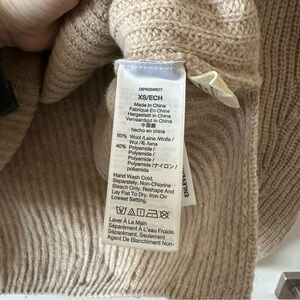 XS/ECH
Made in China
Fabriqué En Chine
Hergestellt in China
Vervaardigd in China
中国製
hecho en china
60% Wool /Laine /Wolle /
Wol /毛 /lana
40% Polyamide /
Polyamide /
Polyamid /
Polyamide /ナイロン /
poliamida
Hand Wash Cold,
Separately. Non-Chlorine
Bleach Only. Reshape And
Lay Flat To Dry. Iron On
Lowest Setting.
Laver À La Main
Séparément À L'eau Froide.
Séparément, Seulement.
Agent De Blanchiment Non-
ENLEVER